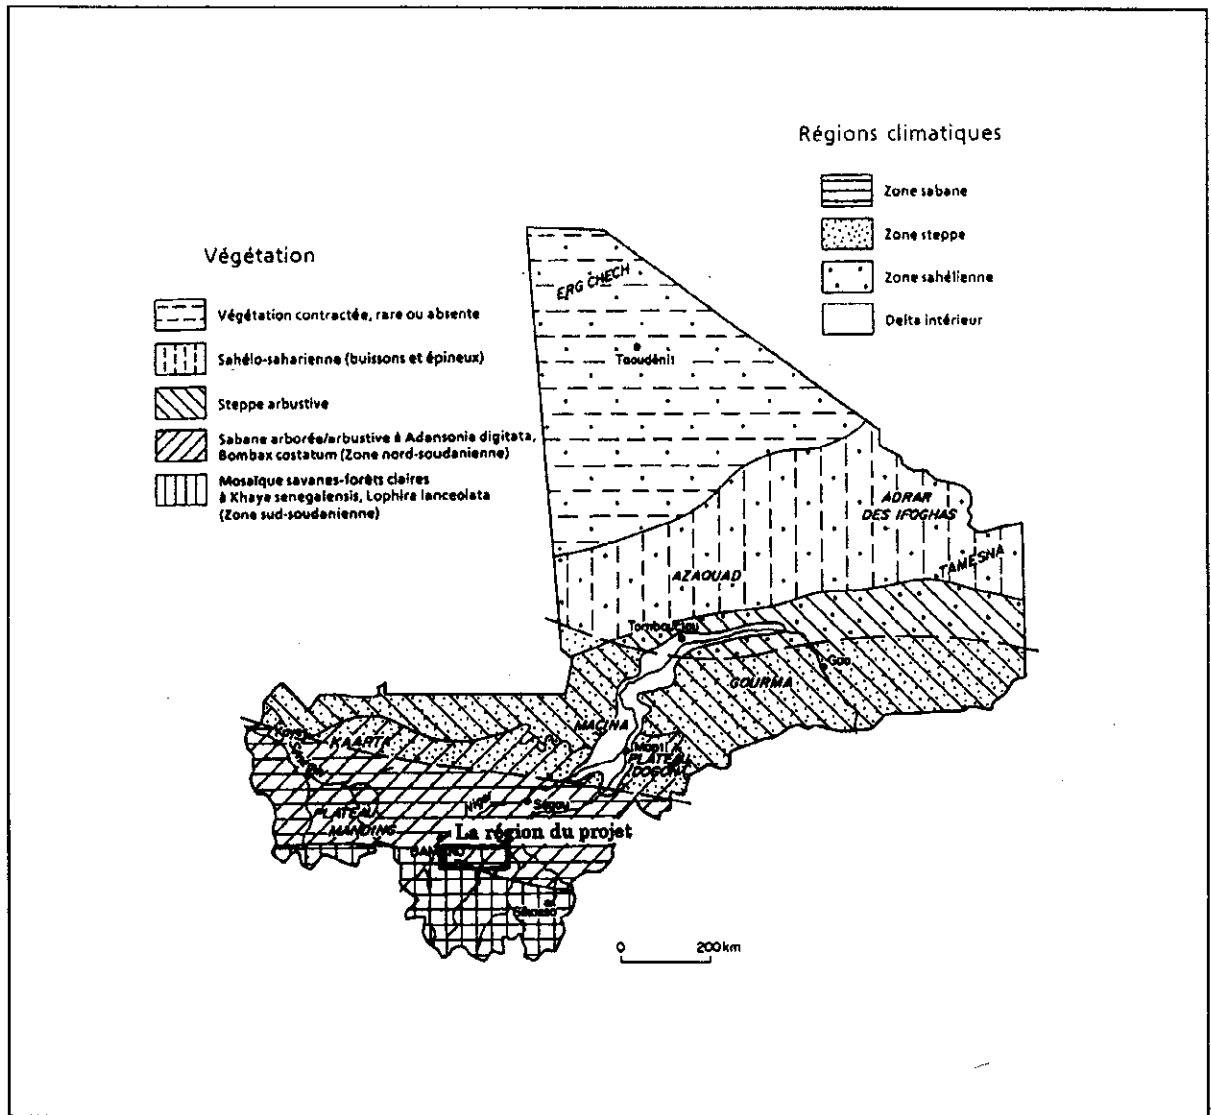 Régions climatiques
Zone sabane
Zone steppe
Zone sahélienne
Delta intérieur
Végétation
Végétation contractée, rare ou absente
Sahélo-saharienne (buissons et épineux)
Steppe arbustive
Sabane arborée/arbustive à Adansonia digitata,
Bombax costatum (Zone nord-soudanienne)
Mosaïque savanes-forêts claires
à Khaya senegalensis, Lophira lanceolata
(Zone sud-soudanienne)
ERG CHECH
Taoudénit
ADRAR
DES IFOGHAS
TAMESNA
AZAOUAD
Tombouctou
Gao
GOURMA
MACINA
KAARTA
Mopti
PLATEAU
DOGON
Niger
Ségou
PLATEAU
MANDING
La région du projet
BAMAKO
Sikasso
0 200km